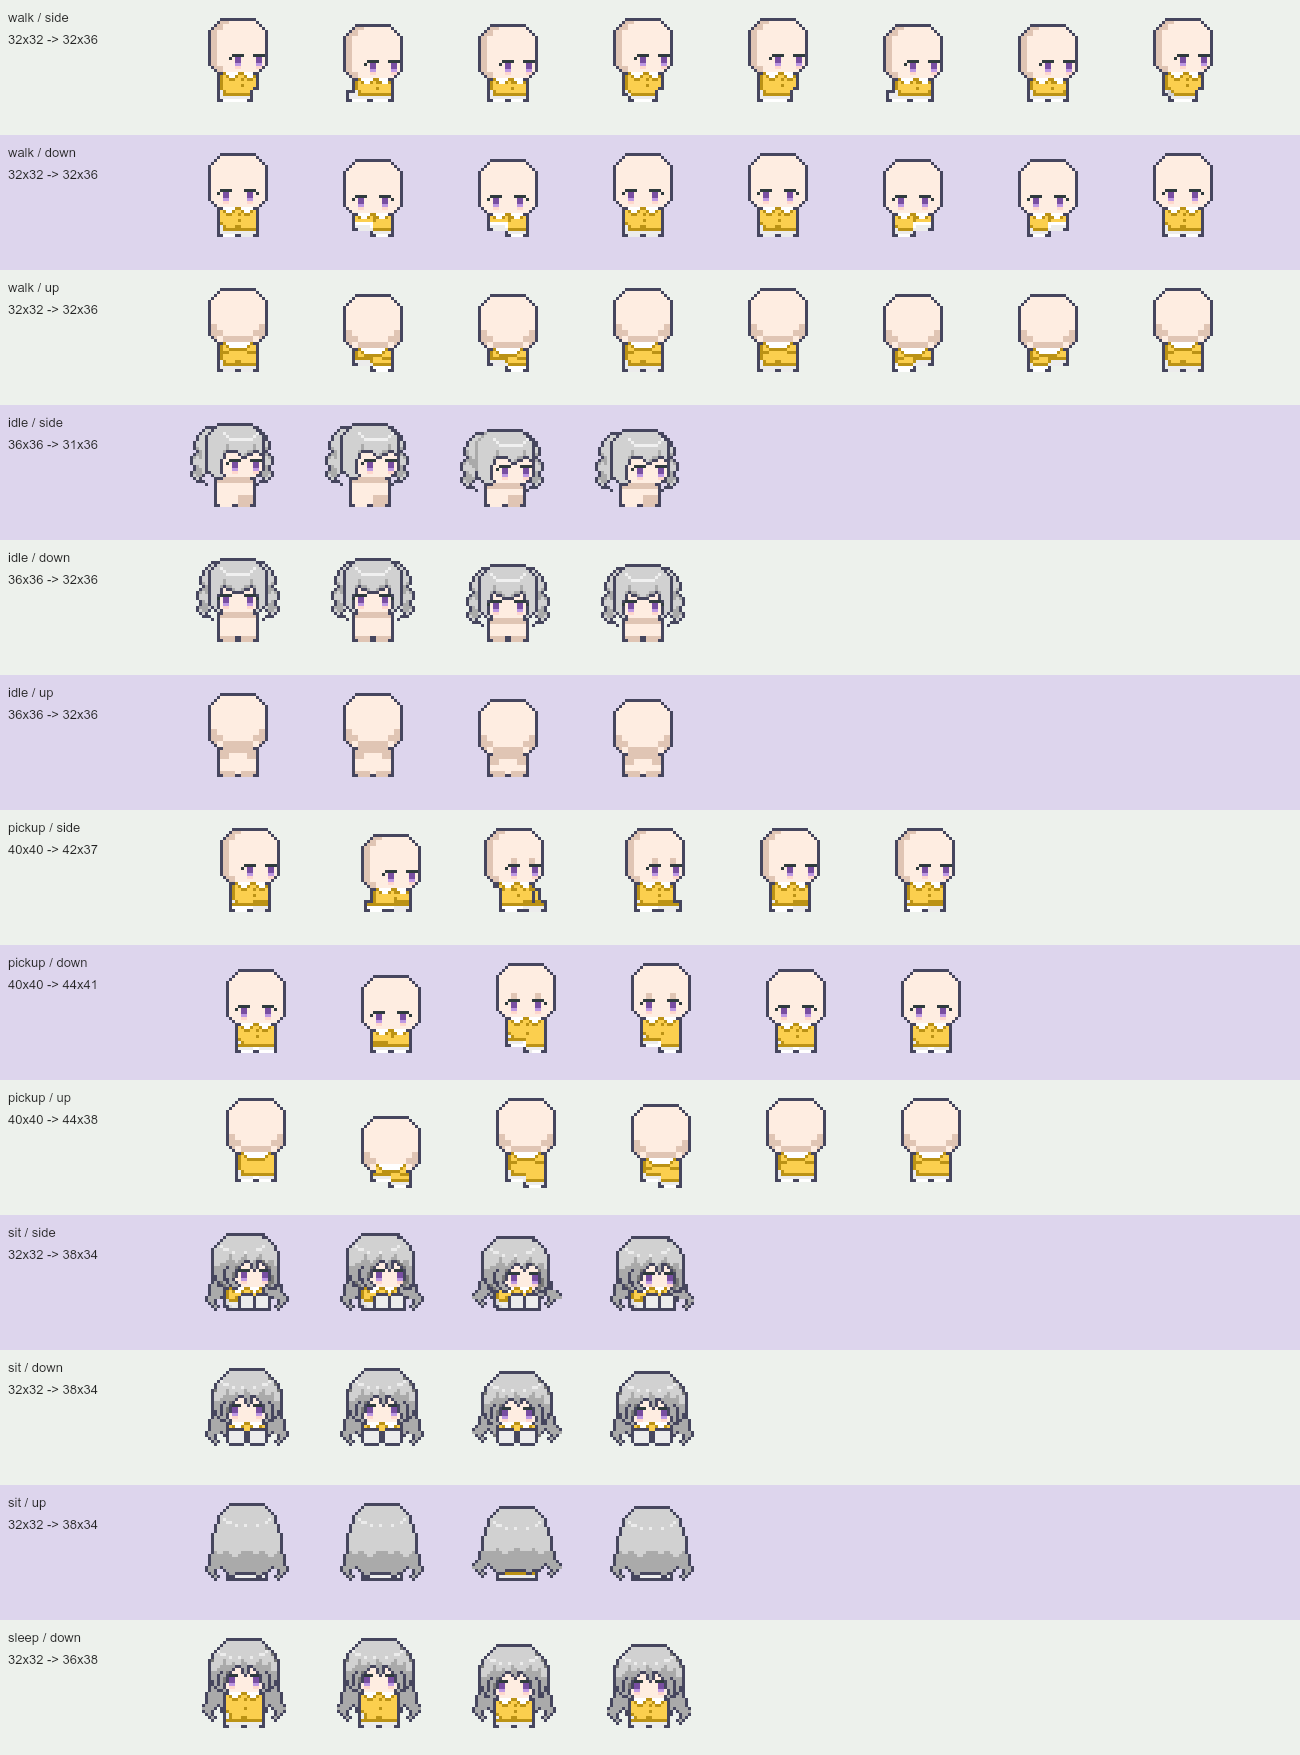 walk / side
32x32 -> 32x36
walk / down
32x32 -> 32x36
walk / up
32x32 -> 32x36
idle / side
36x36 -> 31x36
idle / down
36x36 -> 32x36
idle / up
36x36 -> 32x36
pickup / side
40x40 -> 42x37
pickup / down
40x40 -> 44x41
pickup / up
40x40 -> 44x38
sit / side
32x32 -> 38x34
sit / down
32x32 -> 38x34
sit / up
32x32 -> 38x34
sleep / down
32x32 -> 36x38